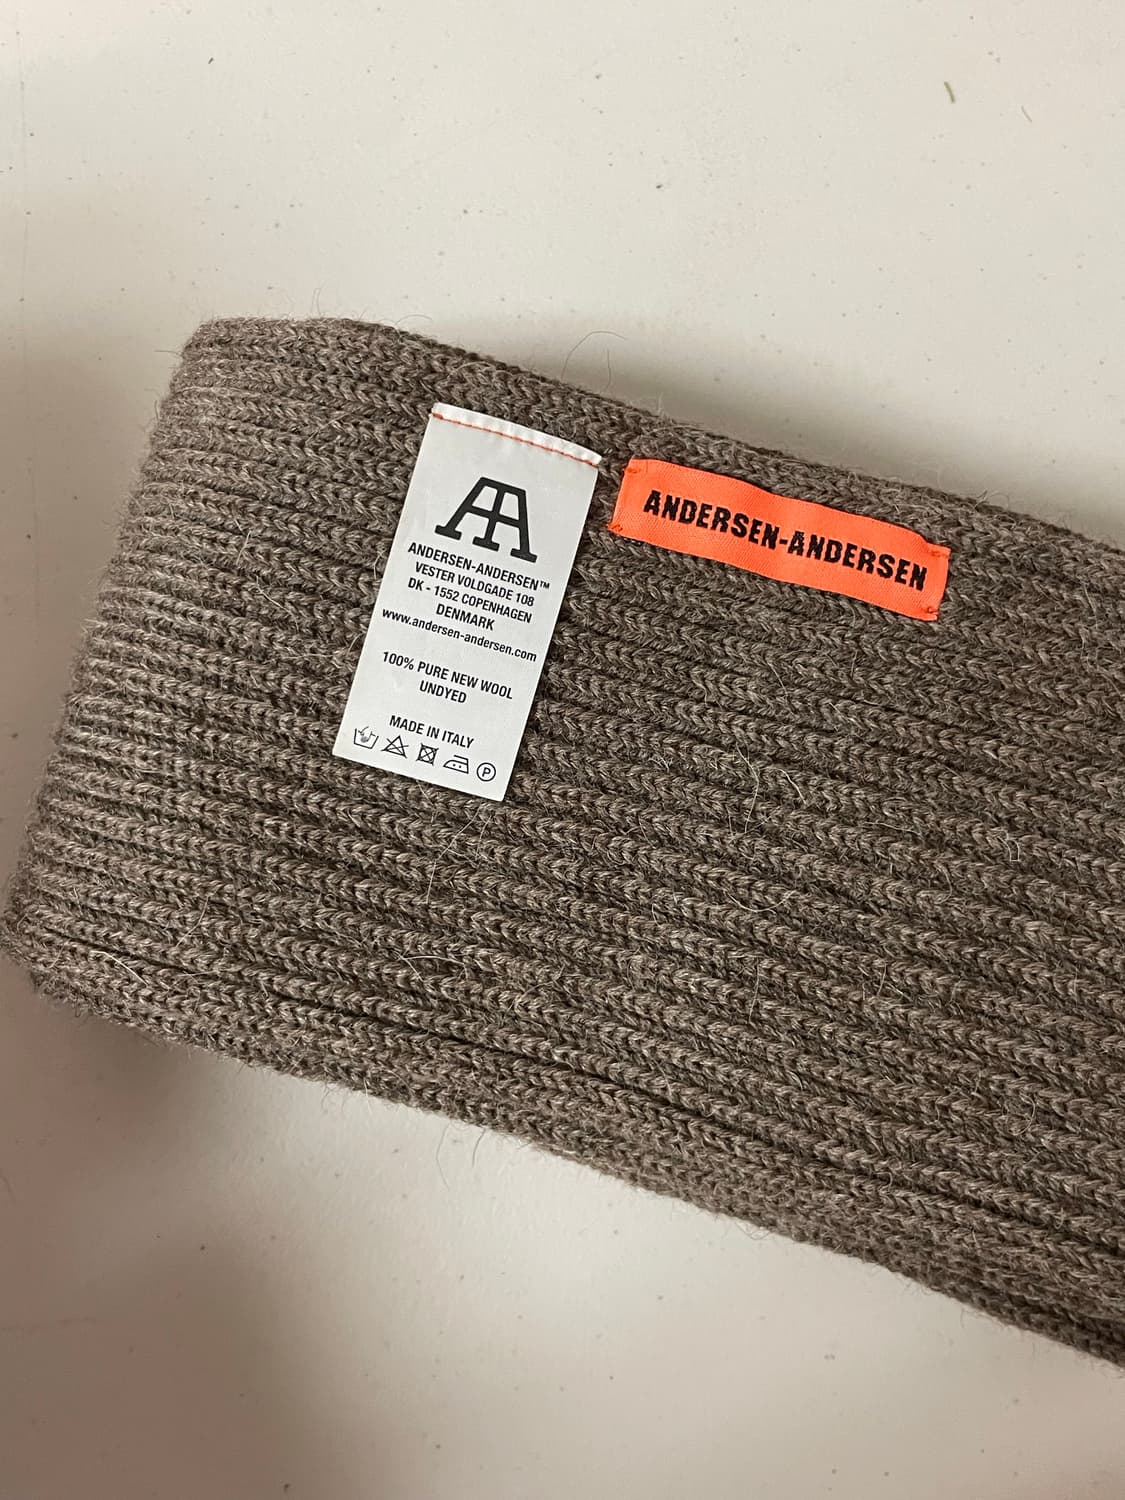 AA
ANDERSEN-ANDERSEN™
VESTER VOLDGADE 108
DK - 1552 COPENHAGEN
DENMARK
www.andersen-andersen.com
100% PURE NEW WOOL
UNDYED
MADE IN ITALY
P
ANDERSEN-ANDERSEN